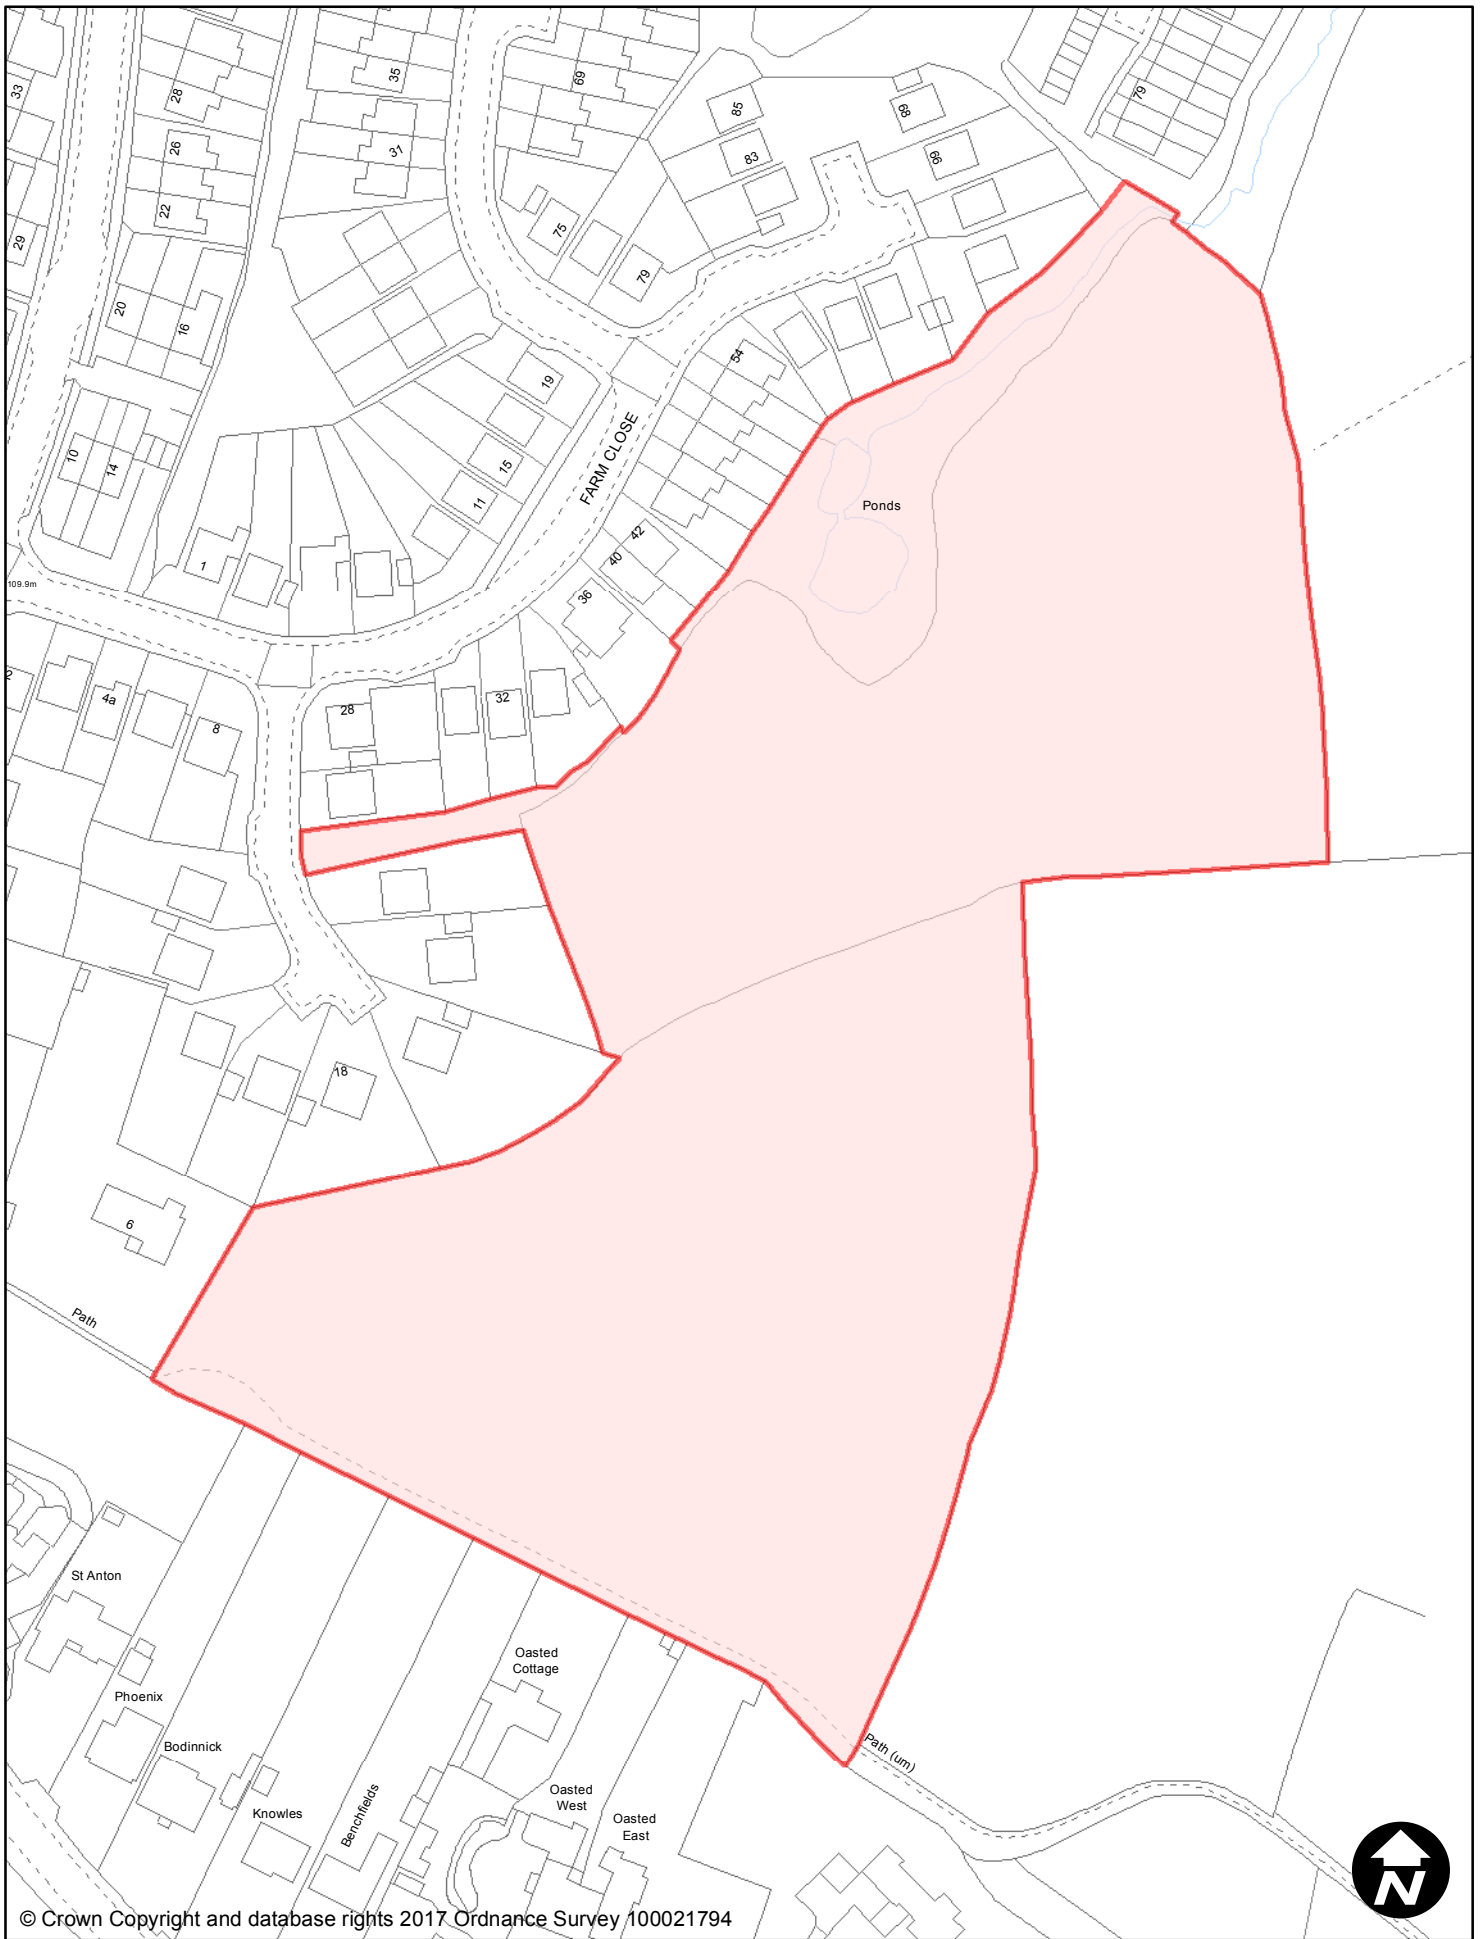 33
28
35
69
85
68
79
26
31
83
66
22
75
29
79
20
16
54
19
10
14
15
FARM CLOSE
11
Ponds
42
40
1
109.9m
36
2
4a
32
28
8
18
6
Path
St Anton
Oasted
Cottage
Phoenix
Bodinnick
Path (um)
Knowles
Benchfields
Oasted
West
Oasted
East
N
© Crown Copyright and database rights 2017 Ordnance Survey 100021794